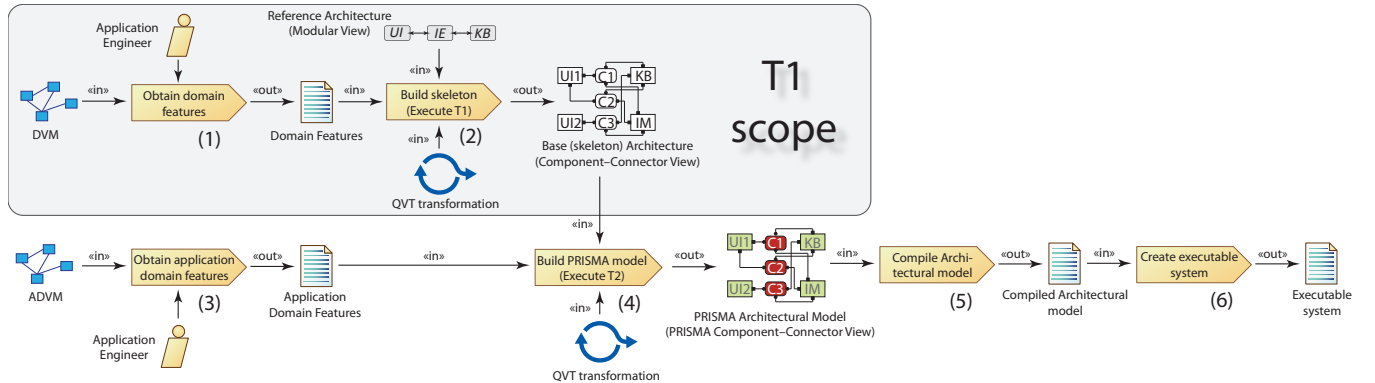 Reference Architecture
(Modular View)
UI
IE
KB
Application
Engineer
«in»
DVM
«in»
Obtain domain
features
(1)
«out»
Domain Features
«in»
Build skeleton
(Execute T1)
(2)
«in»
QVT transformation
«out»
UI1
C1
KB
C2
UI2
C3
IM
Base (skeleton) Architecture
(Component–Connector View)
T1
scope
«in»
ADVM
«in»
Obtain application
domain features
(3)
Application
Engineer
«out»
Application
Domain Features
«in»
Build PRISMA model
(Execute T2)
(4)
«in»
QVT transformation
«out»
UI1
C1
KB
C2
UI2
C3
IM
PRISMA Architectural Model
(PRISMA Component–Connector View)
«in»
Compile Archi-
tectural model
(5)
«out»
Compiled Architectural
model
«in»
Create executable
system
(6)
«out»
Executable
system